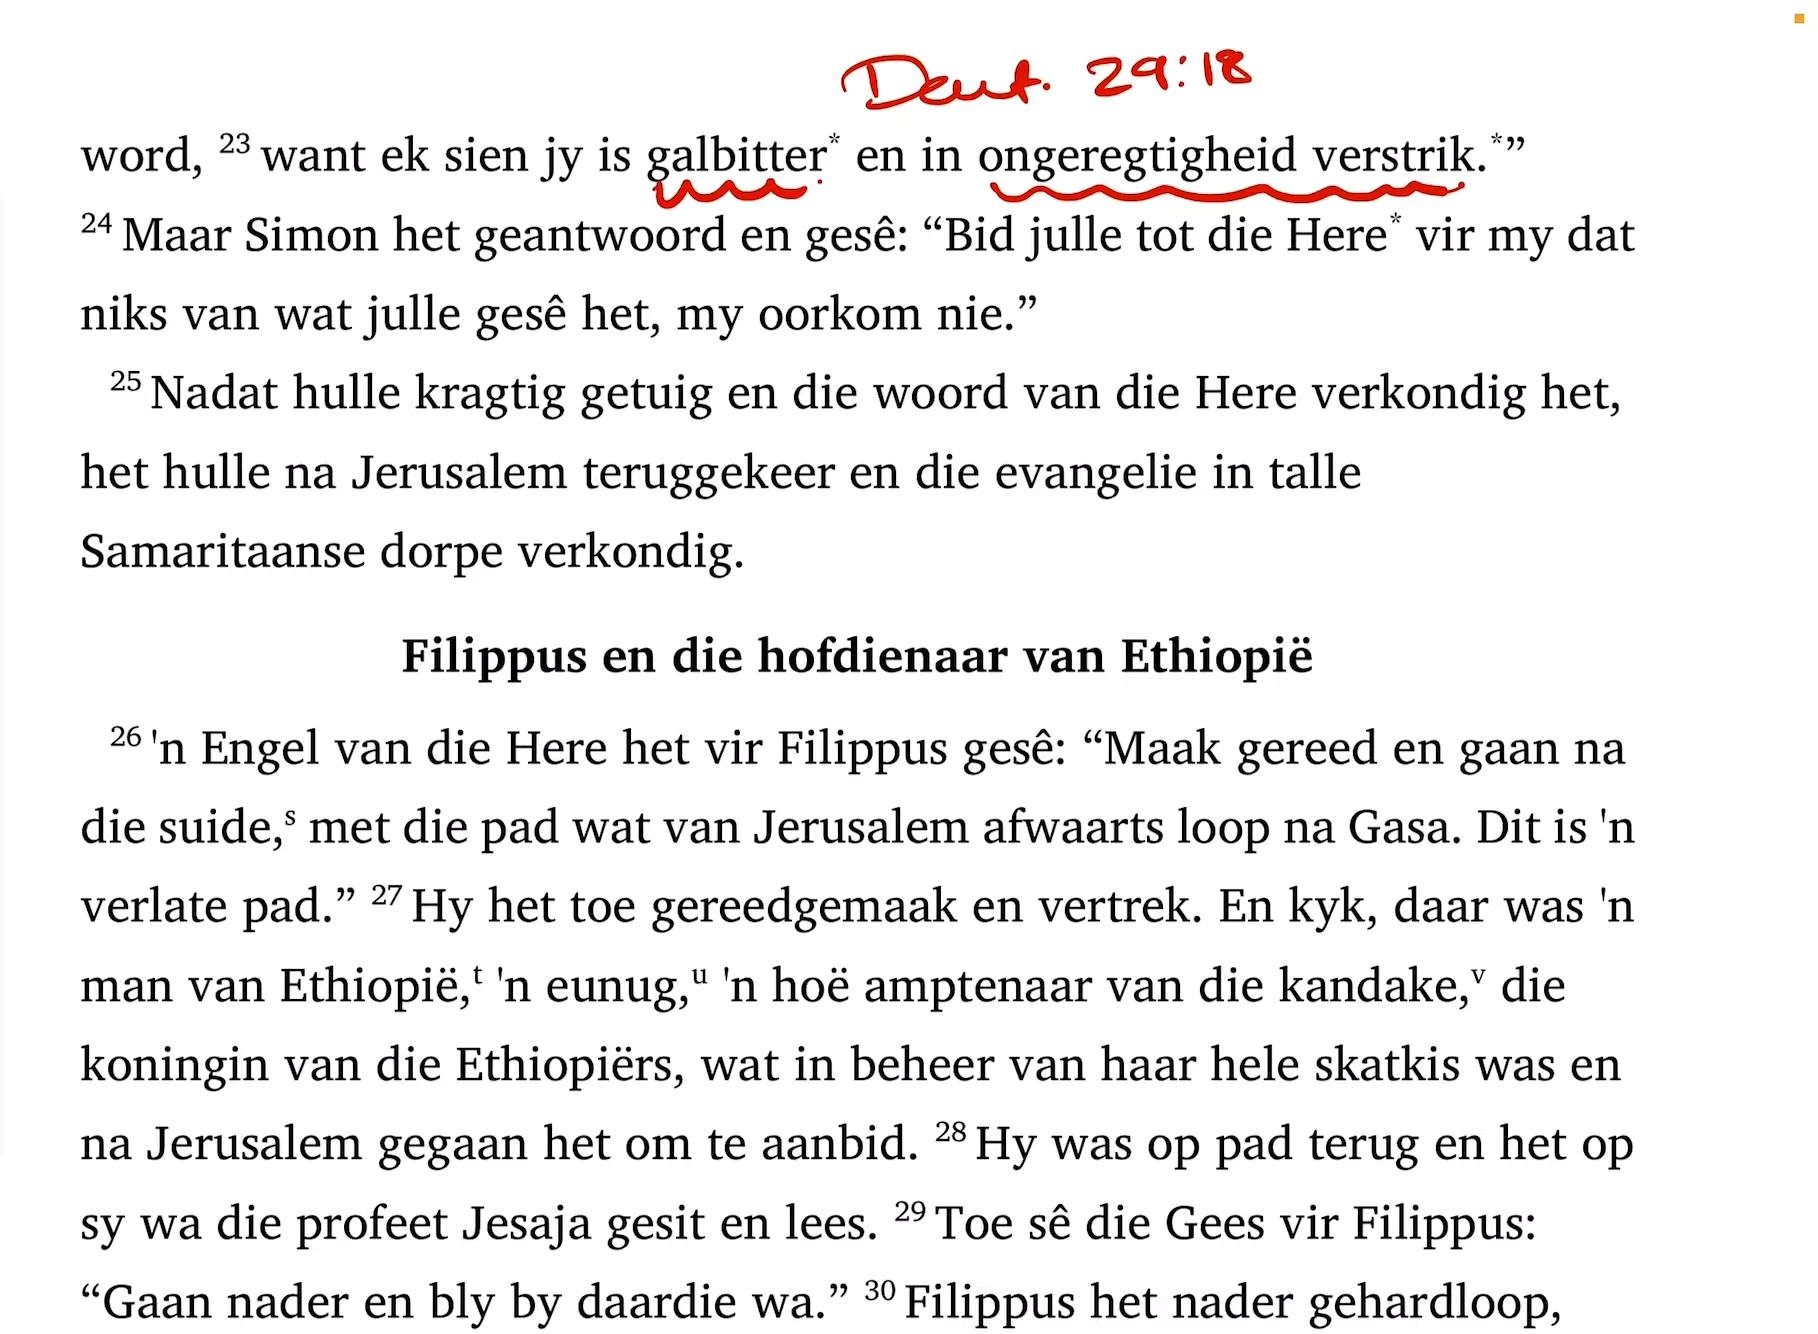 Deut. 29:18
word, 23 want ek sien jy is galbitter* en in ongeregtigheid verstrik.*”
24 Maar Simon het geantwoord en gesê: “Bid julle tot die Here* vir my dat
niks van wat julle gesê het, my oorkom nie.”
25 Nadat hulle kragtig getuig en die woord van die Here verkondig het,
het hulle na Jerusalem teruggekeer en die evangelie in talle
Samaritaanse dorpe verkondig.
Filippus en die hofdienaar van Ethiopië
26 'n Engel van die Here het vir Filippus gesê: “Maak gereed en gaan na
die suide,s met die pad wat van Jerusalem afwaarts loop na Gasa. Dit is 'n
verlate pad.” 27 Hy het toe gereedgemaak en vertrek. En kyk, daar was 'n
man van Ethiopië,t 'n eunug,u 'n hoë amptenaar van die kandake,v die
koningin van die Ethiopiërs, wat in beheer van haar hele skatkis was en
na Jerusalem gegaan het om te aanbid. 28 Hy was op pad terug en het op
sy wa die profeet Jesaja gesit en lees. 29 Toe sê die Gees vir Filippus:
“Gaan nader en bly by daardie wa.” 30 Filippus het nader gehardloop,